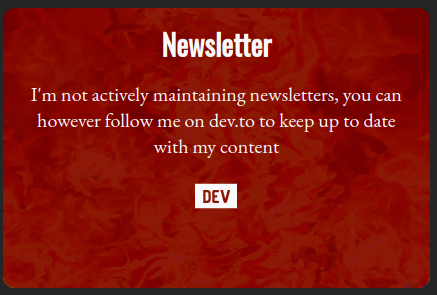 Newsletter
I'm not actively maintaining newsletters, you can
however follow me on dev.to to keep up to date
with my content
DEV